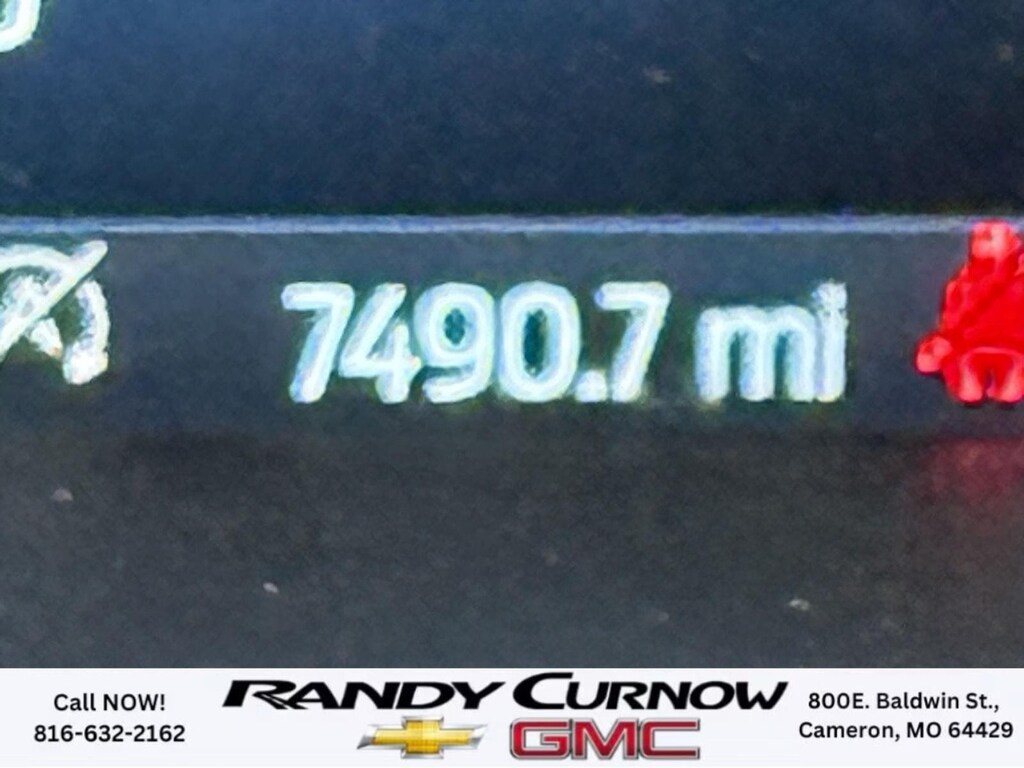 7490.7 mi
Call NOW!
816-632-2162
RANDY CURNOW
GMC
800E. Baldwin St.,
Cameron, MO 64429